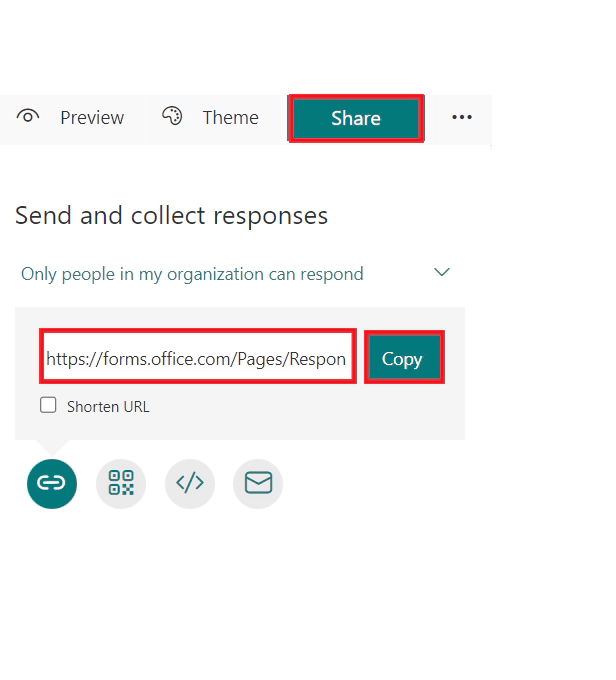 Preview Theme Share ...
Send and collect responses
Only people in my organization can respond
https://forms.office.com/Pages/Respon Copy
Shorten URL